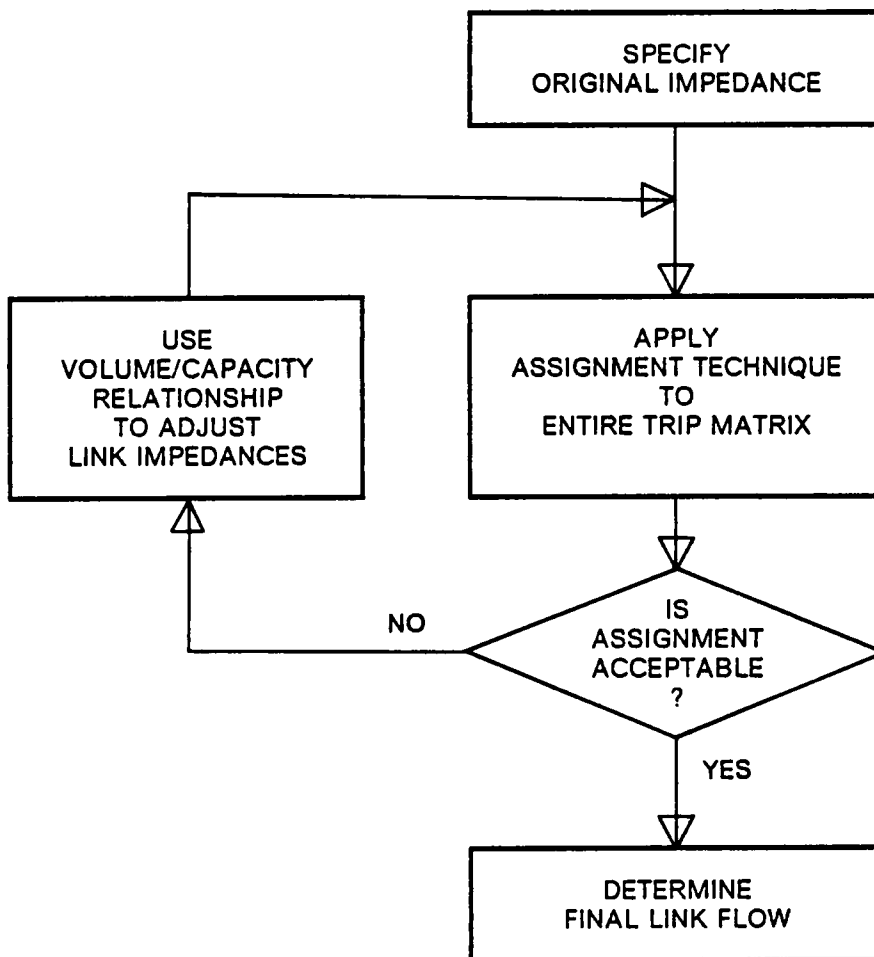 SPECIFY
ORIGINAL IMPEDANCE
USE
VOLUME/CAPACITY
RELATIONSHIP
TO ADJUST
LINK IMPEDANCES
APPLY
ASSIGNMENT TECHNIQUE
TO
ENTIRE TRIP MATRIX
NO
IS
ASSIGNMENT
ACCEPTABLE
?
YES
DETERMINE
FINAL LINK FLOW